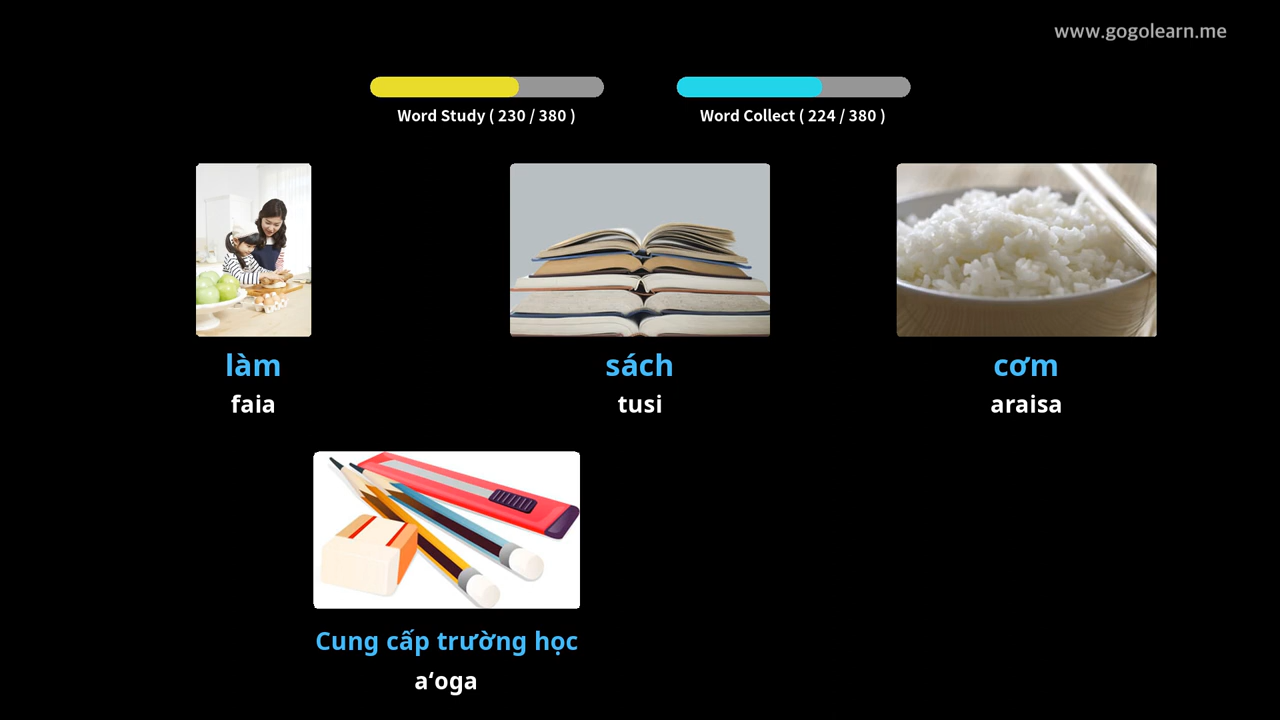 www.gogolearn.me
Word Study ( 230 / 380 )
Word Collect ( 224 / 380 )
làm
faia
sách
tusi
cơm
araisa
Cung cấp trường học
aʻoga